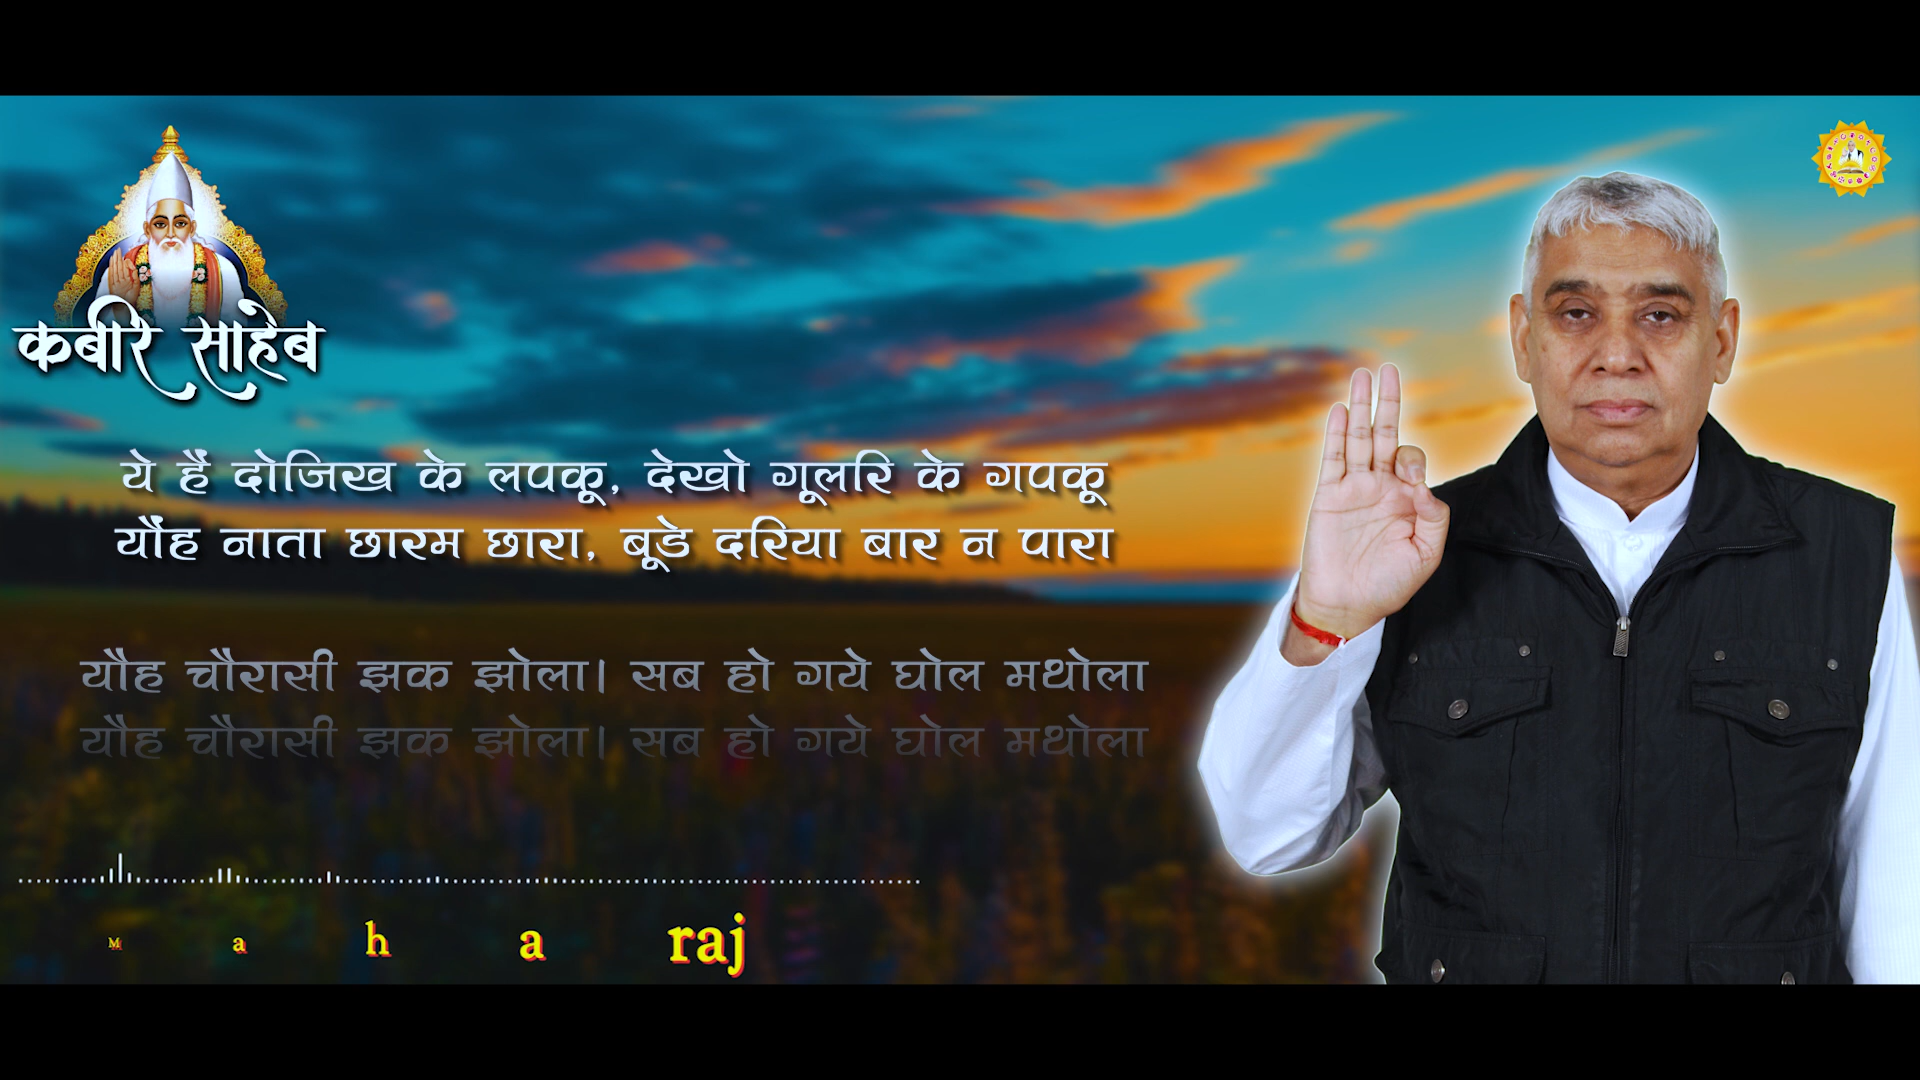 कबीर साहेब
ये हैं दोजिख के लपकू, देखो गूलरि के गपकू
यौंह नाता छारम छारा, बूडे दरिया बार न पारा
यौह चौरासी झक झोला। सब हो गये घोल मथोला
यौह चौरासी झक झोला। सब हो गये घोल मथोला
M a h a raj